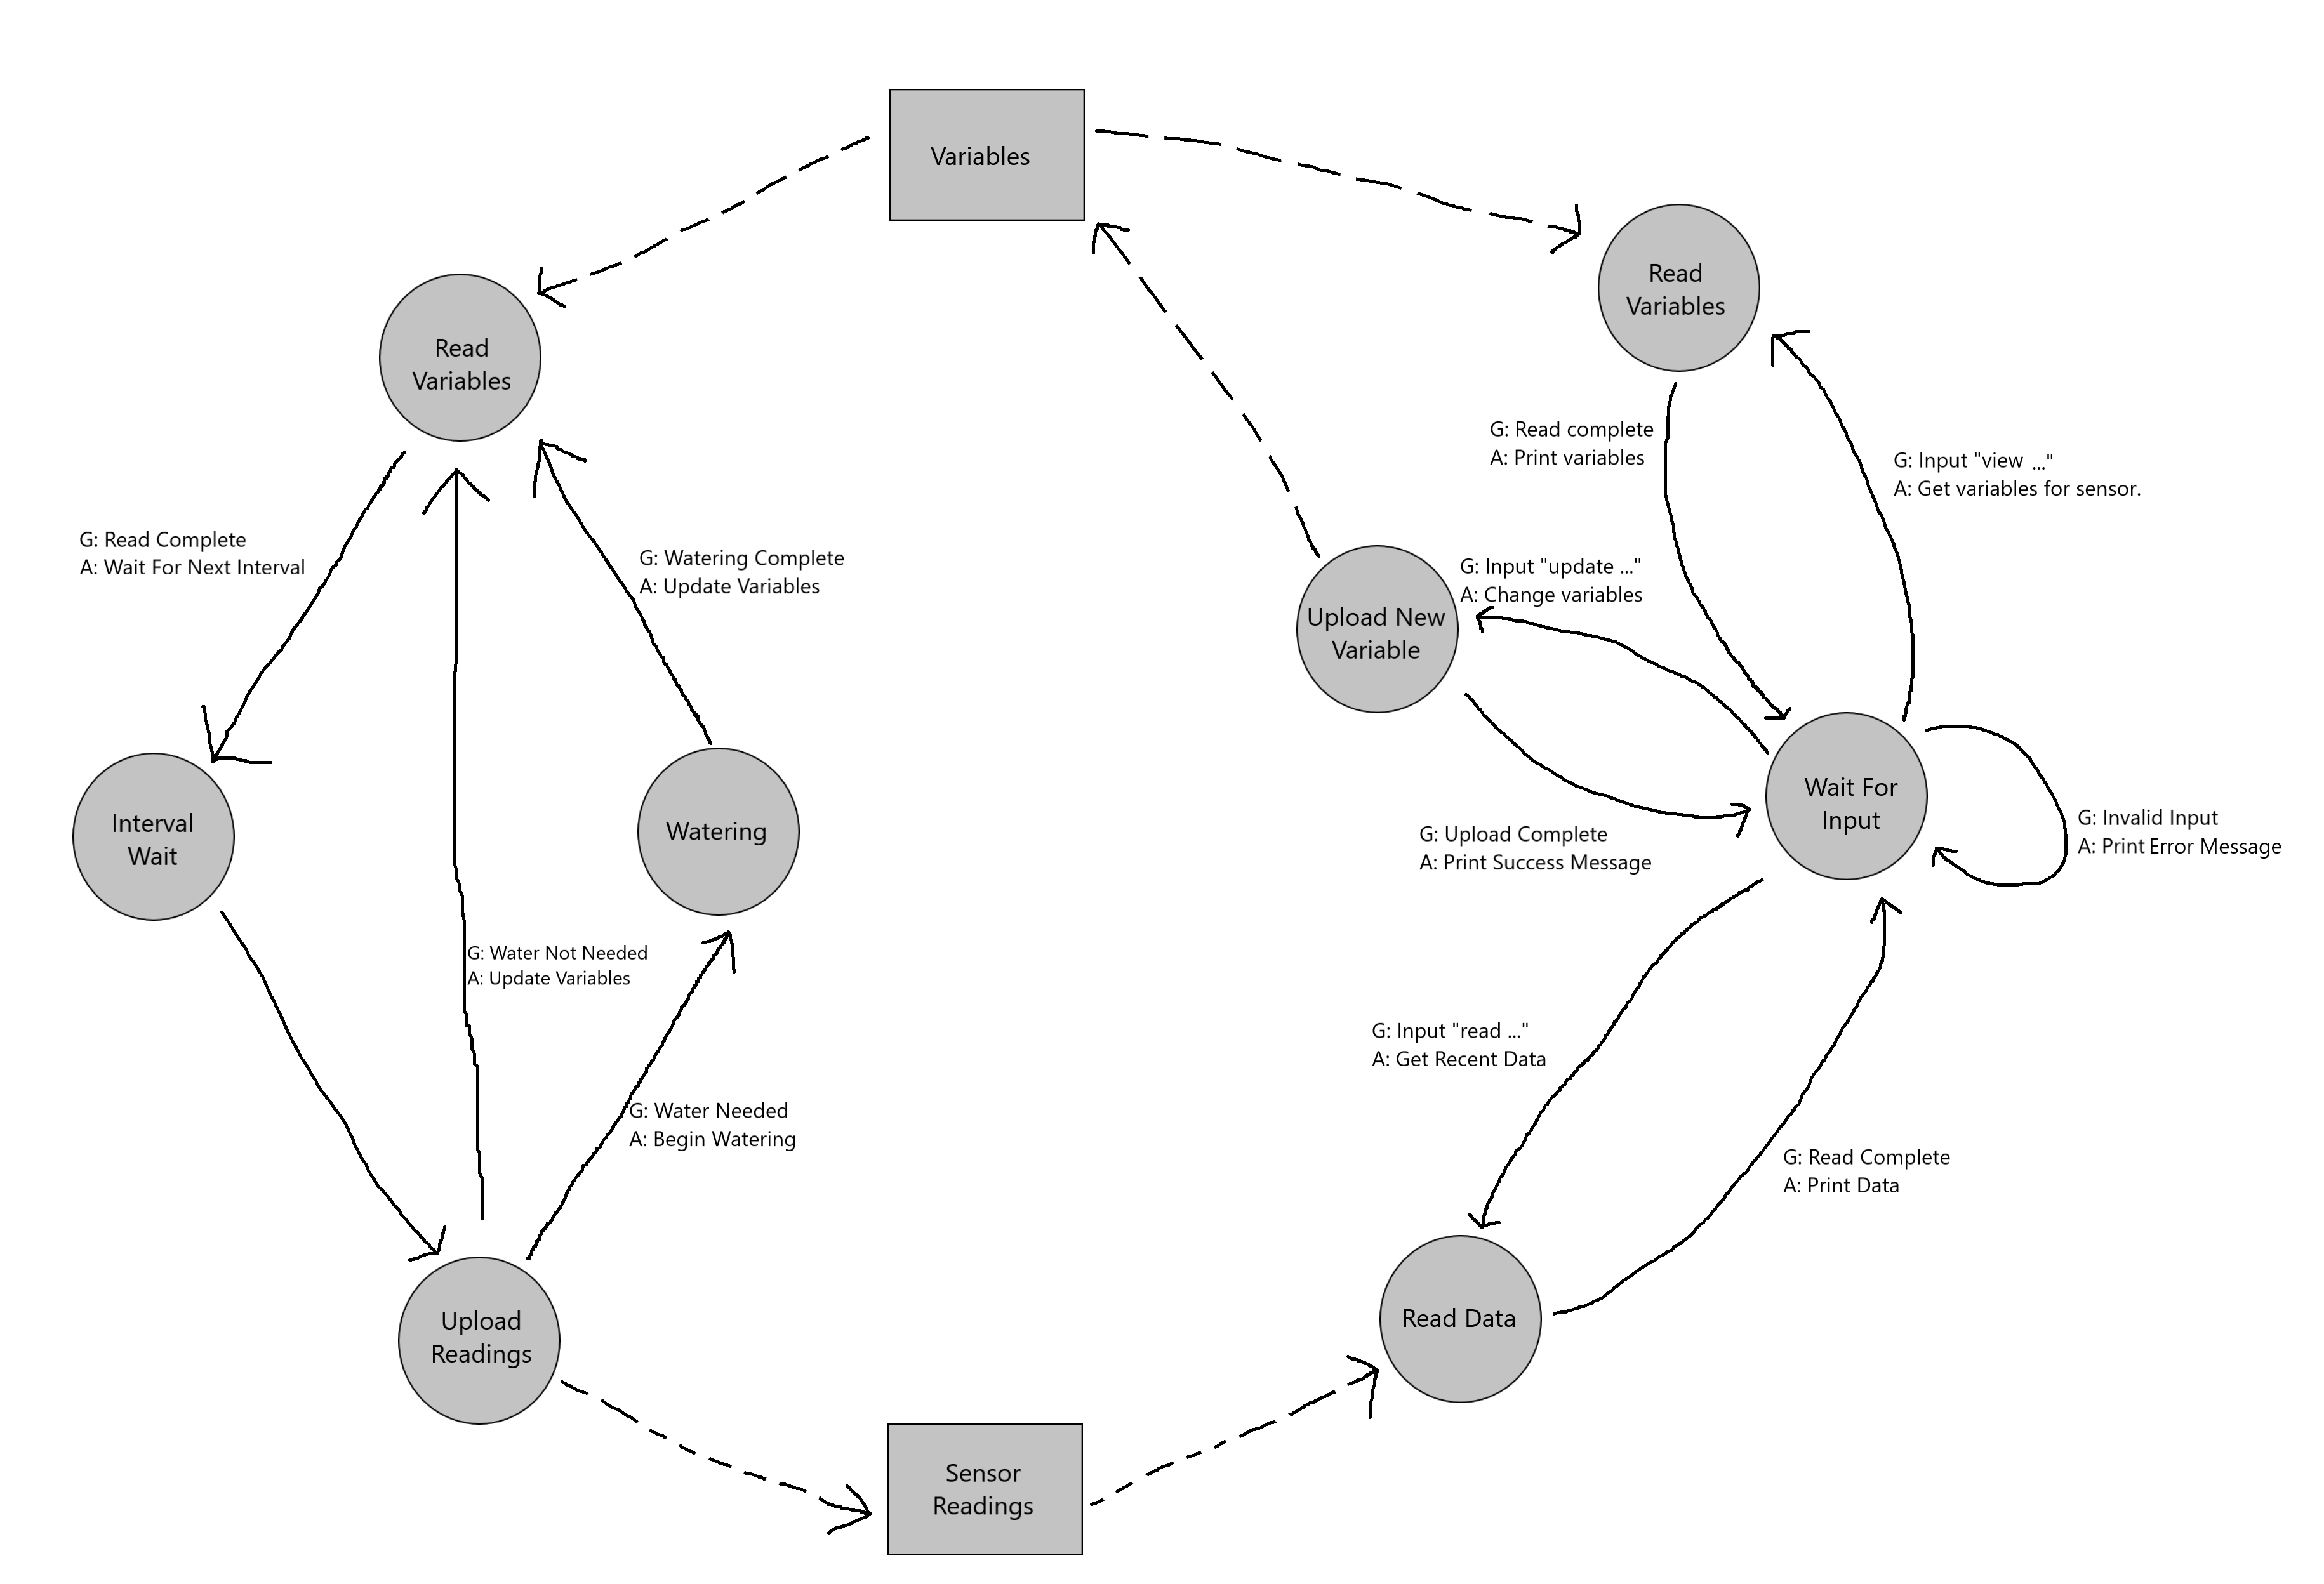 Variables
Read
Variables
Read
Variables
G: Read complete
A: Print variables
G: Input "view ..."
A: Get variables for sensor.
G: Read Complete
A: Wait For Next Interval
G: Watering Complete
A: Update Variables
G: Input "update ..."
A: Change variables
Upload New
Variable
Interval
Wait
Watering
Wait For
Input
G: Upload Complete
A: Print Success Message
G: Invalid Input
A: Print Error Message
G: Water Not Needed
A: Update Variables
G: Input "read ..."
A: Get Recent Data
G: Water Needed
A: Begin Watering
G: Read Complete
A: Print Data
Upload
Readings
Read Data
Sensor
Readings